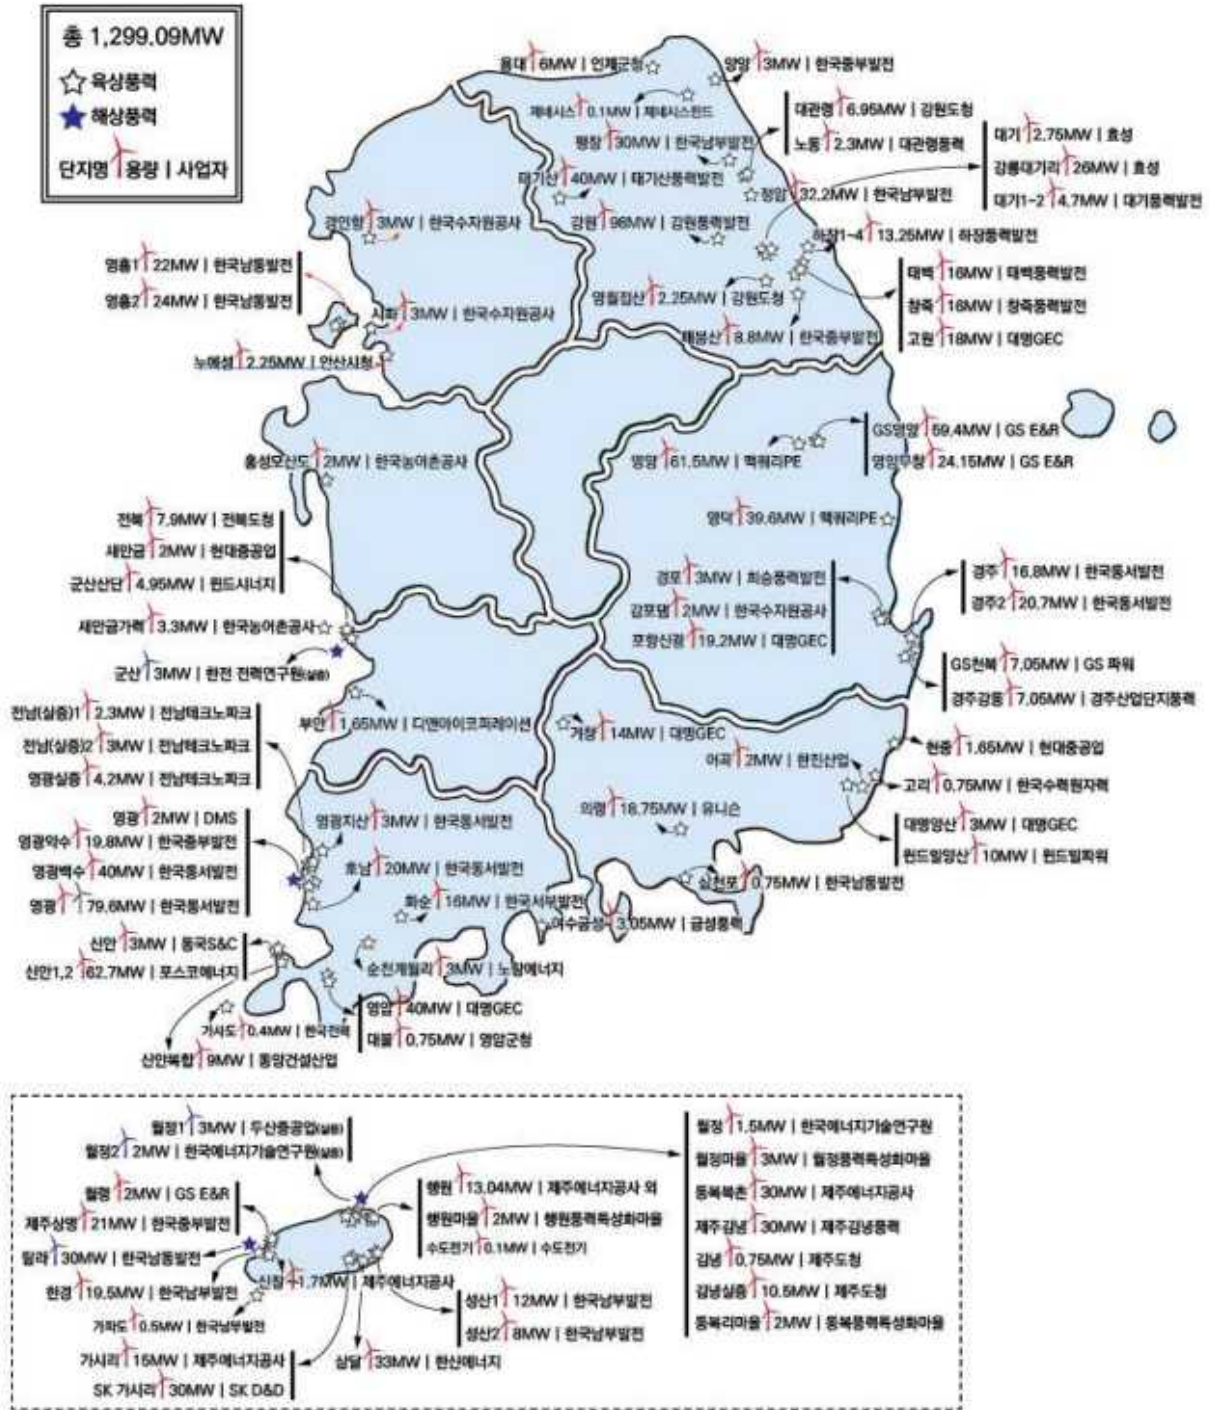 총 1,299.09MW
육상풍력
해상풍력
단지명 용량 | 사업자
용대 6MW | 인제군청
양양 3MW | 한국중부발전
제네시스 0.1MW | 제네시스윈드
대관령 6.95MW | 강원도청
노동 2.3MW | 대관령풍력
평창 30MW | 한국남부발전
대기 2.75MW | 효성
강릉대기리 26MW | 효성
대기1-2 4.7MW | 대기풍력발전
태기산 40MW | 태기산풍력발전
정암 32.2MW | 한국남부발전
경인항 3MW | 한국수자원공사
강원 98MW | 강원풍력발전
하장1-4 13.25MW | 하장풍력발전
영흥1 22MW | 한국남동발전
영흥2 24MW | 한국남동발전
태백 16MW | 태백풍력발전
창죽 16MW | 창죽풍력발전
고원 18MW | 대명GEC
영월접산 2.25MW | 강원도청
시화 3MW | 한국수자원공사
매봉산 8.8MW | 한국중부발전
누에섬 2.25MW | 안산시청
GS영양 59.4MW | GS E&R
영양무창 24.15MW | GS E&R
홍성모산도 2MW | 한국농어촌공사
영양 61.5MW | 맥쿼리PE
전북 7.9MW | 전북도청
새만금 2MW | 현대중공업
군산산단 4.95MW | 윈드시너지
영덕 39.6MW | 맥쿼리PE
경포 3MW | 희승풍력발전
감포댐 2MW | 한국수자원공사
포항신광 19.2MW | 대명GEC
경주 16.8MW | 한국동서발전
경주2 20.7MW | 한국동서발전
새만금가력 3.3MW | 한국농어촌공사
군산 3MW | 한전 전력연구원(실증)
GS천북 7.05MW | GS 파워
경주강동 7.05MW | 경주산업단지풍력
전남(실증)1 2.3MW | 전남테크노파크
전남(실증)2 3MW | 전남테크노파크
영광실증 4.2MW | 전남테크노파크
부안 1.65MW | 디앤아이코퍼레이션
거창 14MW | 대명GEC
어곡 2MW | 한진산업
현중 1.65MW | 현대중공업
고리 0.75MW | 한국수력원자력
영광 2MW | DMS
영광약수 19.8MW | 한국중부발전
영광백수 40MW | 한국동서발전
영광 79.6MW | 한국동서발전
영광지산 3MW | 한국동서발전
의령 18.75MW | 유니슨
대명양산 3MW | 대명GEC
윈드밀양산 10MW | 윈드밀파워
호남 20MW | 한국동서발전
화순 16MW | 한국서부발전
삼천포 0.75MW | 한국남동발전
여수금성 3.05MW | 금성풍력
신안 3MW | 동국S&C
신안1,2 62.7MW | 포스코에너지
순천계월리 3MW | 노랑에너지
영암 40MW | 대명GEC
대불 0.75MW | 영암군청
가사도 0.4MW | 한국전력
신안복합 9MW | 동양건설산업
월정1 3MW | 두산중공업(실증)
월정2 2MW | 한국에너지기술연구원(실증)
월정 1.5MW | 한국에너지기술연구원
월정마을 3MW | 월정풍력특성화마을
동복북촌 30MW | 제주에너지공사
제주김녕 30MW | 제주김녕풍력
김녕 0.75MW | 제주도청
김녕실증 10.5MW | 제주도청
동복리마을 2MW | 동복풍력특성화마을
월령 2MW | GS E&R
제주상명 21MW | 한국중부발전
탐라 30MW | 한국남동발전
한경 19.5MW | 한국남부발전
행원 13.04MW | 제주에너지공사 외
행원마을 2MW | 행원풍력특성화마을
수도전기 0.1MW | 수도전기
신창 1.7MW | 제주에너지공사
가파도 0.5MW | 한국남부발전
성산1 12MW | 한국남부발전
성산2 8MW | 한국남부발전
가시리 15MW | 제주에너지공사
SK 가시리 30MW | SK D&D
삼달 33MW | 한산에너지